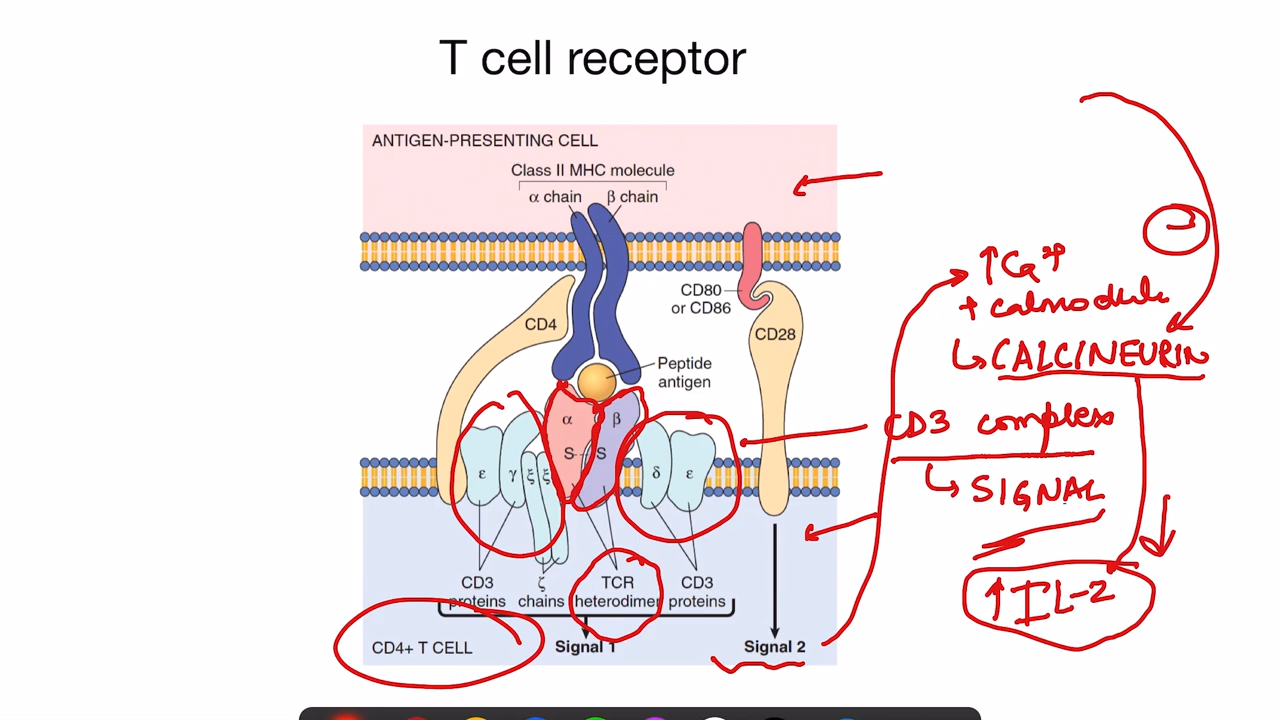 T cell receptor
ANTIGEN-PRESENTING CELL
Class II MHC molecule
α chain
β chain
CD80
or CD86
CD4
CD28
Peptide
antigen
α
β
S
S
ε
γ
ξ
ξ
δ
ε
CD3
proteins
ζ
chains
TCR
heterodimer
CD3
proteins
CD4+ T CELL
Signal 1
Signal 2
↑Ca
+ calmodulin
↳ CALCINEURIN
CD3 complex
↳ SIGNAL
↑IL-2